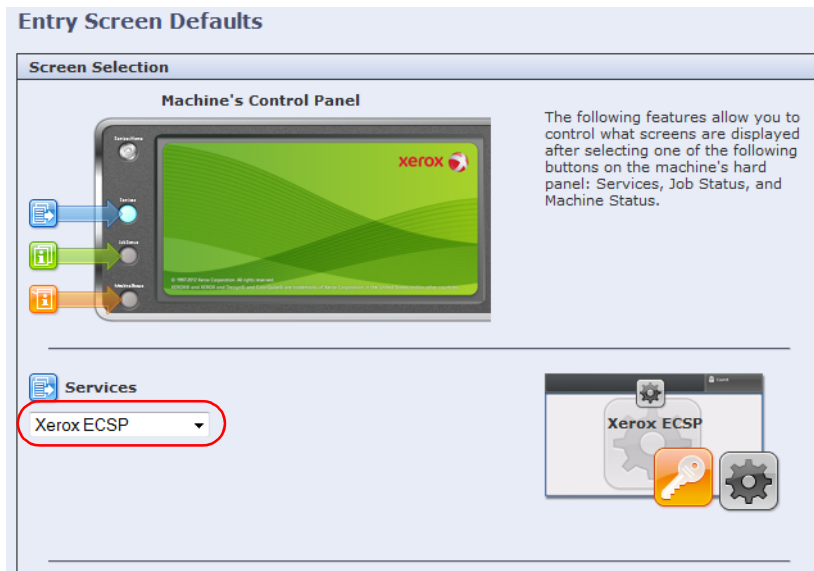 Entry Screen Defaults
Screen Selection
Machine's Control Panel
xerox
The following features allow you to
control what screens are displayed
after selecting one of the following
buttons on the machine's hard
panel: Services, Job Status, and
Machine Status.
Services
Xerox ECSP
Xerox ECSP